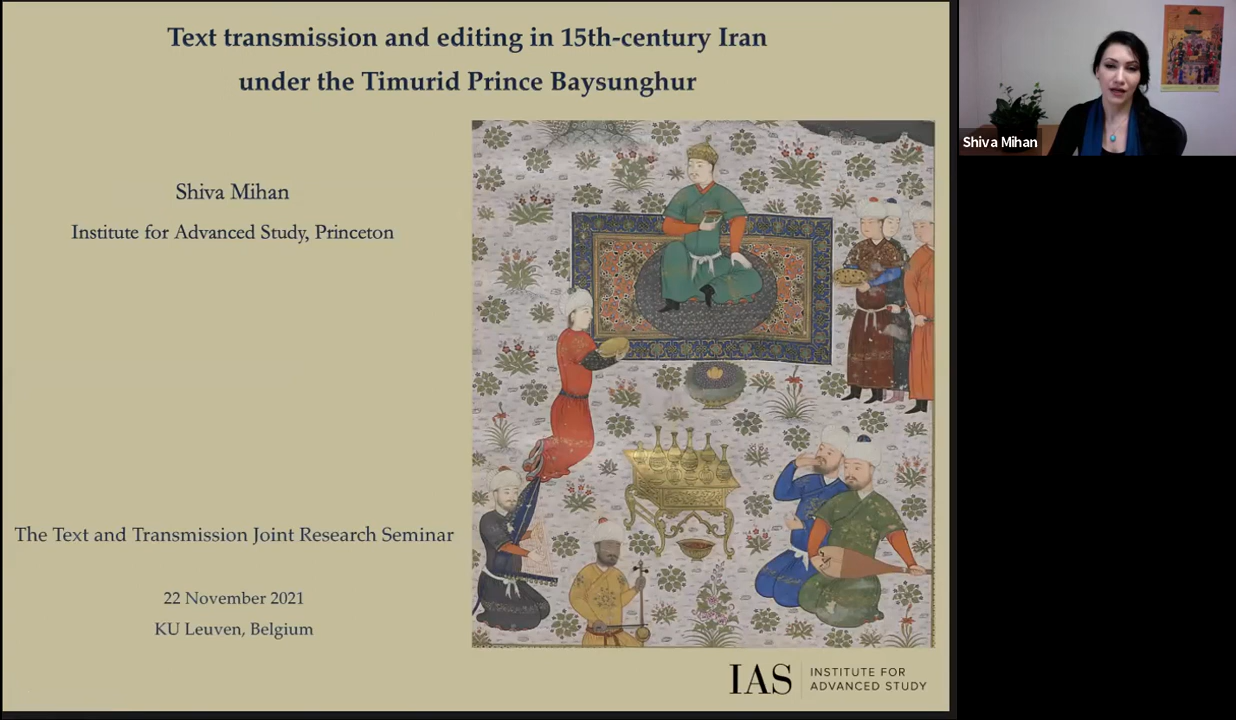 Text transmission and editing in 15th-century Iran
under the Timurid Prince Baysunghur
Shiva Mihan
Institute for Advanced Study, Princeton
The Text and Transmission Joint Research Seminar
22 November 2021
KU Leuven, Belgium
IAS
INSTITUTE FOR
ADVANCED STUDY
Shiva Mihan